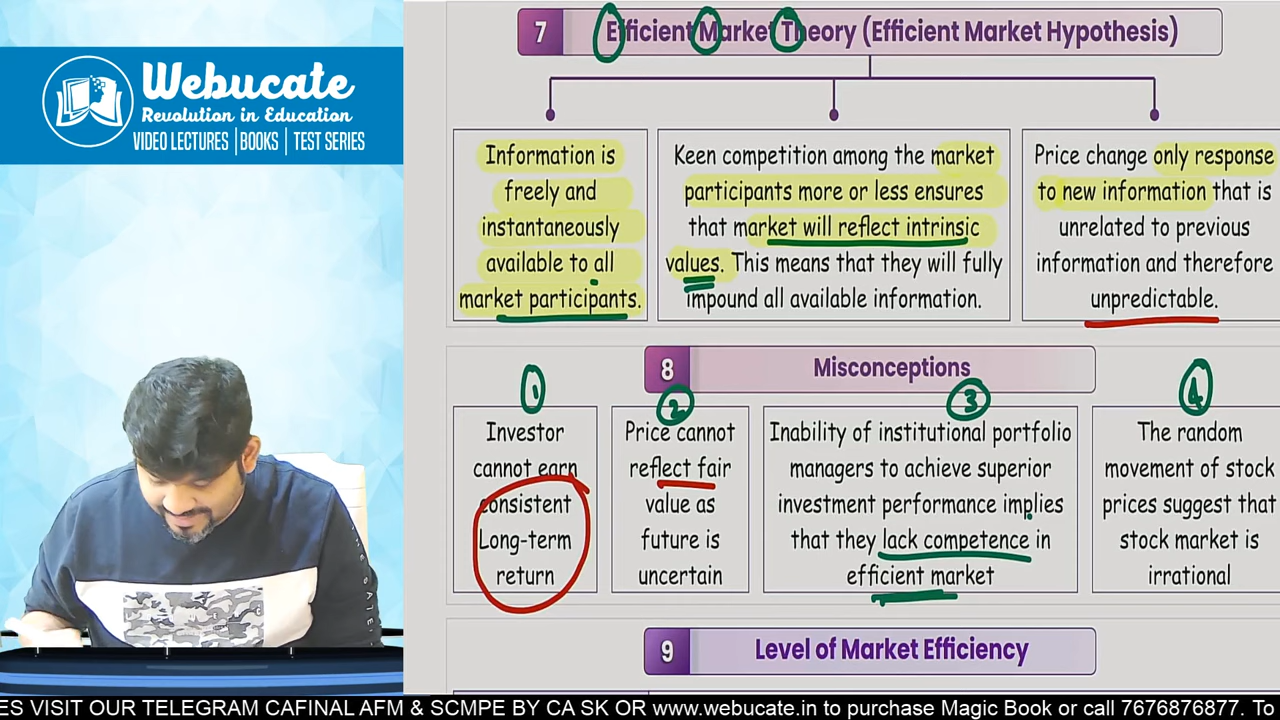 Webucate
Revolution in Education
VIDEO LECTURES | BOOKS | TEST SERIES
7 Efficient Market Theory (Efficient Market Hypothesis)
Information is
freely and
instantaneously
available to all
market participants.
Keen competition among the market
participants more or less ensures
that market will reflect intrinsic
values. This means that they will fully
impound all available information.
Price change only response
to new information that is
unrelated to previous
information and therefore
unpredictable.
8 Misconceptions
1
Investor
cannot earn
consistent
Long-term
return
2
Price cannot
reflect fair
value as
future is
uncertain
3
Inability of institutional portfolio
managers to achieve superior
investment performance implies
that they lack competence in
efficient market
4
The random
movement of stock
prices suggest that
stock market is
irrational
9 Level of Market Efficiency
ES VISIT OUR TELEGRAM CAFINAL AFM & SCMPE BY CA SK OR www.webucate.in to purchase Magic Book or call 7676876877. To